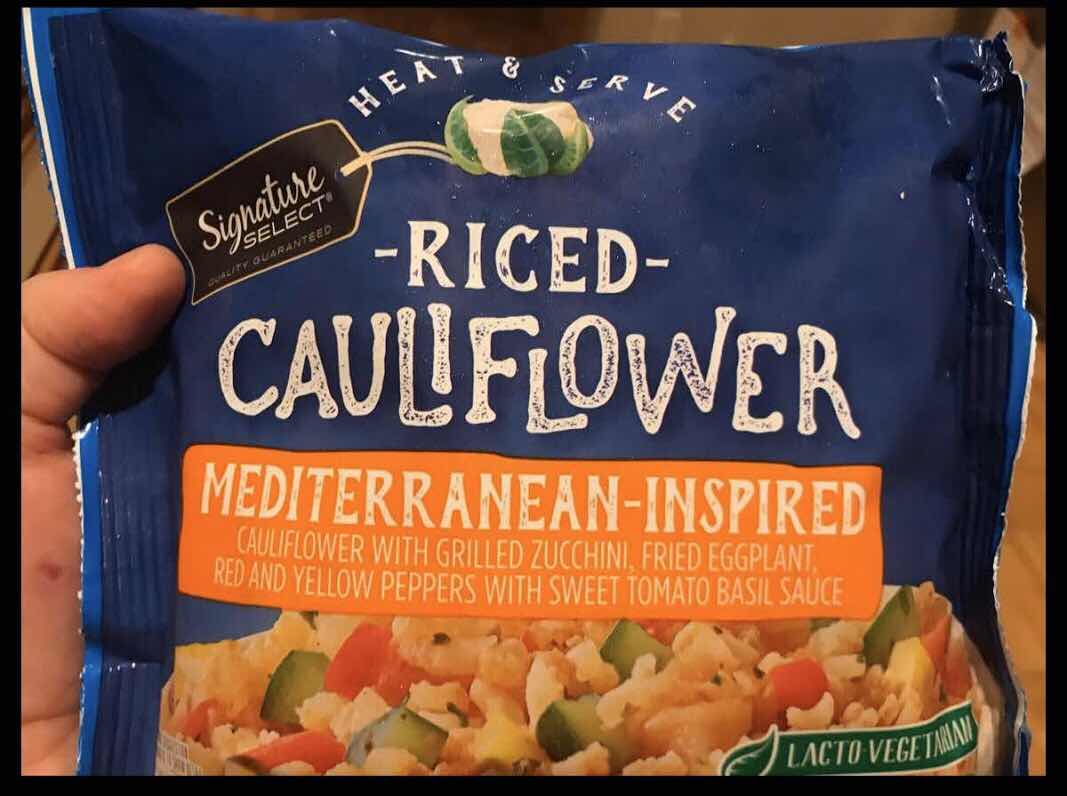 HEAT & SERVE
Signature
SELECT®
QUALITY GUARANTEED
-RICED-
CAULIFLOWER
MEDITERRANEAN-INSPIRED
CAULIFLOWER WITH GRILLED ZUCCHINI, FRIED EGGPLANT,
RED AND YELLOW PEPPERS WITH SWEET TOMATO BASIL SAUCE
LACTO-VEGETARIAN